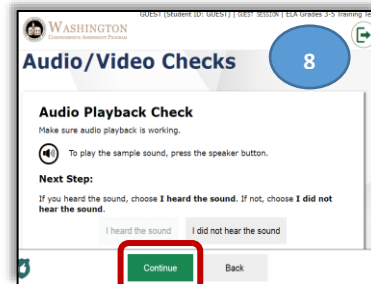 GUEST (Student ID: GUEST) | GUEST SESSION | ELA Grades 3-5 Training Te
WASHINGTON
COMPREHENSIVE ASSESSMENT PROGRAM
Audio/Video Checks
8
Audio Playback Check
Make sure audio playback is working.
To play the sample sound, press the speaker button.
Next Step:
If you heard the sound, choose I heard the sound. If not, choose I did not
hear the sound.
I heard the sound I did not hear the sound
Continue Back